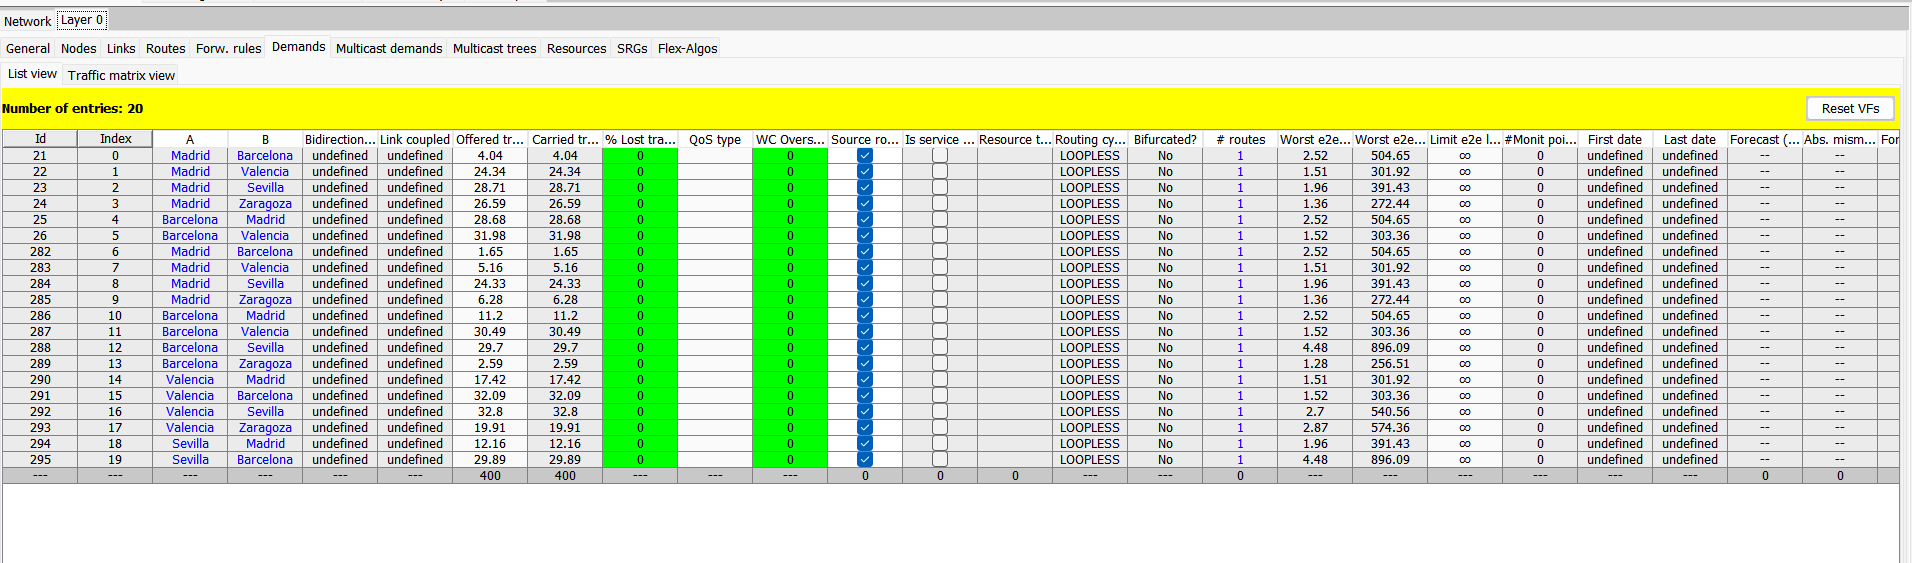 Network Layer 0
General Nodes Links Routes Forw. rules Demands Multicast demands Multicast trees Resources SRGs Flex-Algos
List view Traffic matrix view
Number of entries: 20 Reset VFs
Id Index A B Bidirection... Link coupled Offered tr... Carried tr... % Lost tra... QoS type WC Overs... Source ro... Is service ... Resource t... Routing cy... Bifurcated? # routes Worst e2e... Worst e2e... Limit e2e l... #Monit poi... First date Last date Forecast (... Abs. mism... For
21 0 Madrid Barcelona undefined undefined 4.04 4.04 0 0 LOOPLESS No 1 2.52 504.65 ∞ 0 undefined undefined -- --
22 1 Madrid Valencia undefined undefined 24.34 24.34 0 0 LOOPLESS No 1 1.51 301.92 ∞ 0 undefined undefined -- --
23 2 Madrid Sevilla undefined undefined 28.71 28.71 0 0 LOOPLESS No 1 1.96 391.43 ∞ 0 undefined undefined -- --
24 3 Madrid Zaragoza undefined undefined 26.59 26.59 0 0 LOOPLESS No 1 1.36 272.44 ∞ 0 undefined undefined -- --
25 4 Barcelona Madrid undefined undefined 28.68 28.68 0 0 LOOPLESS No 1 2.52 504.65 ∞ 0 undefined undefined -- --
26 5 Barcelona Valencia undefined undefined 31.98 31.98 0 0 LOOPLESS No 1 1.52 303.36 ∞ 0 undefined undefined -- --
282 6 Madrid Barcelona undefined undefined 1.65 1.65 0 0 LOOPLESS No 1 2.52 504.65 ∞ 0 undefined undefined -- --
283 7 Madrid Valencia undefined undefined 5.16 5.16 0 0 LOOPLESS No 1 1.51 301.92 ∞ 0 undefined undefined -- --
284 8 Madrid Sevilla undefined undefined 24.33 24.33 0 0 LOOPLESS No 1 1.96 391.43 ∞ 0 undefined undefined -- --
285 9 Madrid Zaragoza undefined undefined 6.28 6.28 0 0 LOOPLESS No 1 1.36 272.44 ∞ 0 undefined undefined -- --
286 10 Barcelona Madrid undefined undefined 11.2 11.2 0 0 LOOPLESS No 1 2.52 504.65 ∞ 0 undefined undefined -- --
287 11 Barcelona Valencia undefined undefined 30.49 30.49 0 0 LOOPLESS No 1 1.52 303.36 ∞ 0 undefined undefined -- --
288 12 Barcelona Sevilla undefined undefined 29.7 29.7 0 0 LOOPLESS No 1 4.48 896.09 ∞ 0 undefined undefined -- --
289 13 Barcelona Zaragoza undefined undefined 2.59 2.59 0 0 LOOPLESS No 1 1.28 256.51 ∞ 0 undefined undefined -- --
290 14 Valencia Madrid undefined undefined 17.42 17.42 0 0 LOOPLESS No 1 1.51 301.92 ∞ 0 undefined undefined -- --
291 15 Valencia Barcelona undefined undefined 32.09 32.09 0 0 LOOPLESS No 1 1.52 303.36 ∞ 0 undefined undefined -- --
292 16 Valencia Sevilla undefined undefined 32.8 32.8 0 0 LOOPLESS No 1 2.7 540.56 ∞ 0 undefined undefined -- --
293 17 Valencia Zaragoza undefined undefined 19.91 19.91 0 0 LOOPLESS No 1 2.87 574.36 ∞ 0 undefined undefined -- --
294 18 Sevilla Madrid undefined undefined 12.16 12.16 0 0 LOOPLESS No 1 1.96 391.43 ∞ 0 undefined undefined -- --
295 19 Sevilla Barcelona undefined undefined 29.89 29.89 0 0 LOOPLESS No 1 4.48 896.09 ∞ 0 undefined undefined -- --
--- --- --- --- --- --- 400 400 --- --- --- 0 0 0 --- --- 0 --- --- --- --- --- --- 0 0